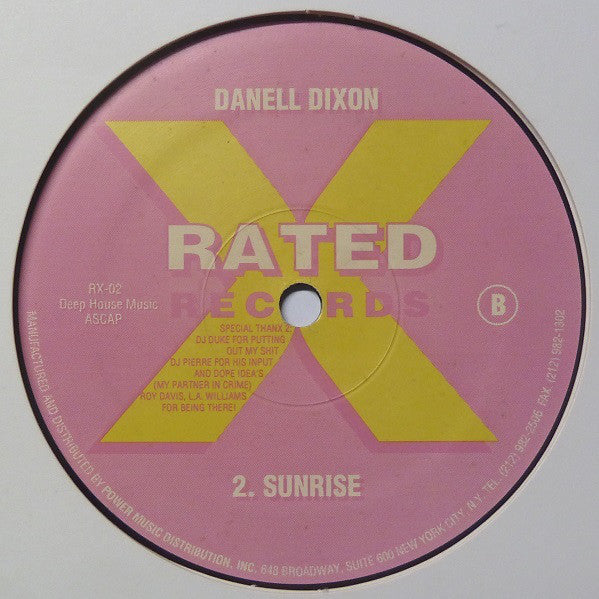 DANELL DIXON
X
RATED
RECORDS
RX-02
Deep House Music
ASCAP
B
SPECIAL THANX 2:
DJ DUKE FOR PUTTING
OUT MY SHIT
DJ PIERRE FOR HIS INPUT
AND DOPE IDEA'S
(MY PARTNER IN CRIME)
ROY DAVIS, L.A. WILLIAMS
FOR BEING THERE!
2. SUNRISE
MANUFACTURED AND DISTRIBUTED BY POWER MUSIC DISTRIBUTION, INC. 648 BROADWAY, SUITE 600 NEW YORK CITY, N.Y. TEL. (212) 982-2536 FAX. (212) 982-1302